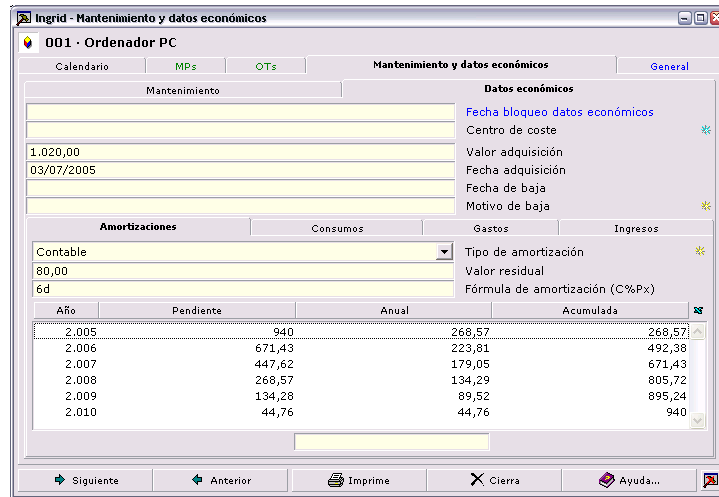 Ingrid - Mantenimiento y datos económicos
001 · Ordenador PC
Calendario MPs OTs Mantenimiento y datos económicos General
Mantenimiento Datos económicos
Fecha bloqueo datos económicos
Centro de coste
1.020,00 Valor adquisición
03/07/2005 Fecha adquisición
Fecha de baja
Motivo de baja
Amortizaciones Consumos Gastos Ingresos
Contable Tipo de amortización
80,00 Valor residual
6d Fórmula de amortización (C%Px)
Año Pendiente Anual Acumulada
2.005 940 268,57 268,57
2.006 671,43 223,81 492,38
2.007 447,62 179,05 671,43
2.008 268,57 134,29 805,72
2.009 134,28 89,52 895,24
2.010 44,76 44,76 940
Siguiente Anterior Imprime Cierra Ayuda...